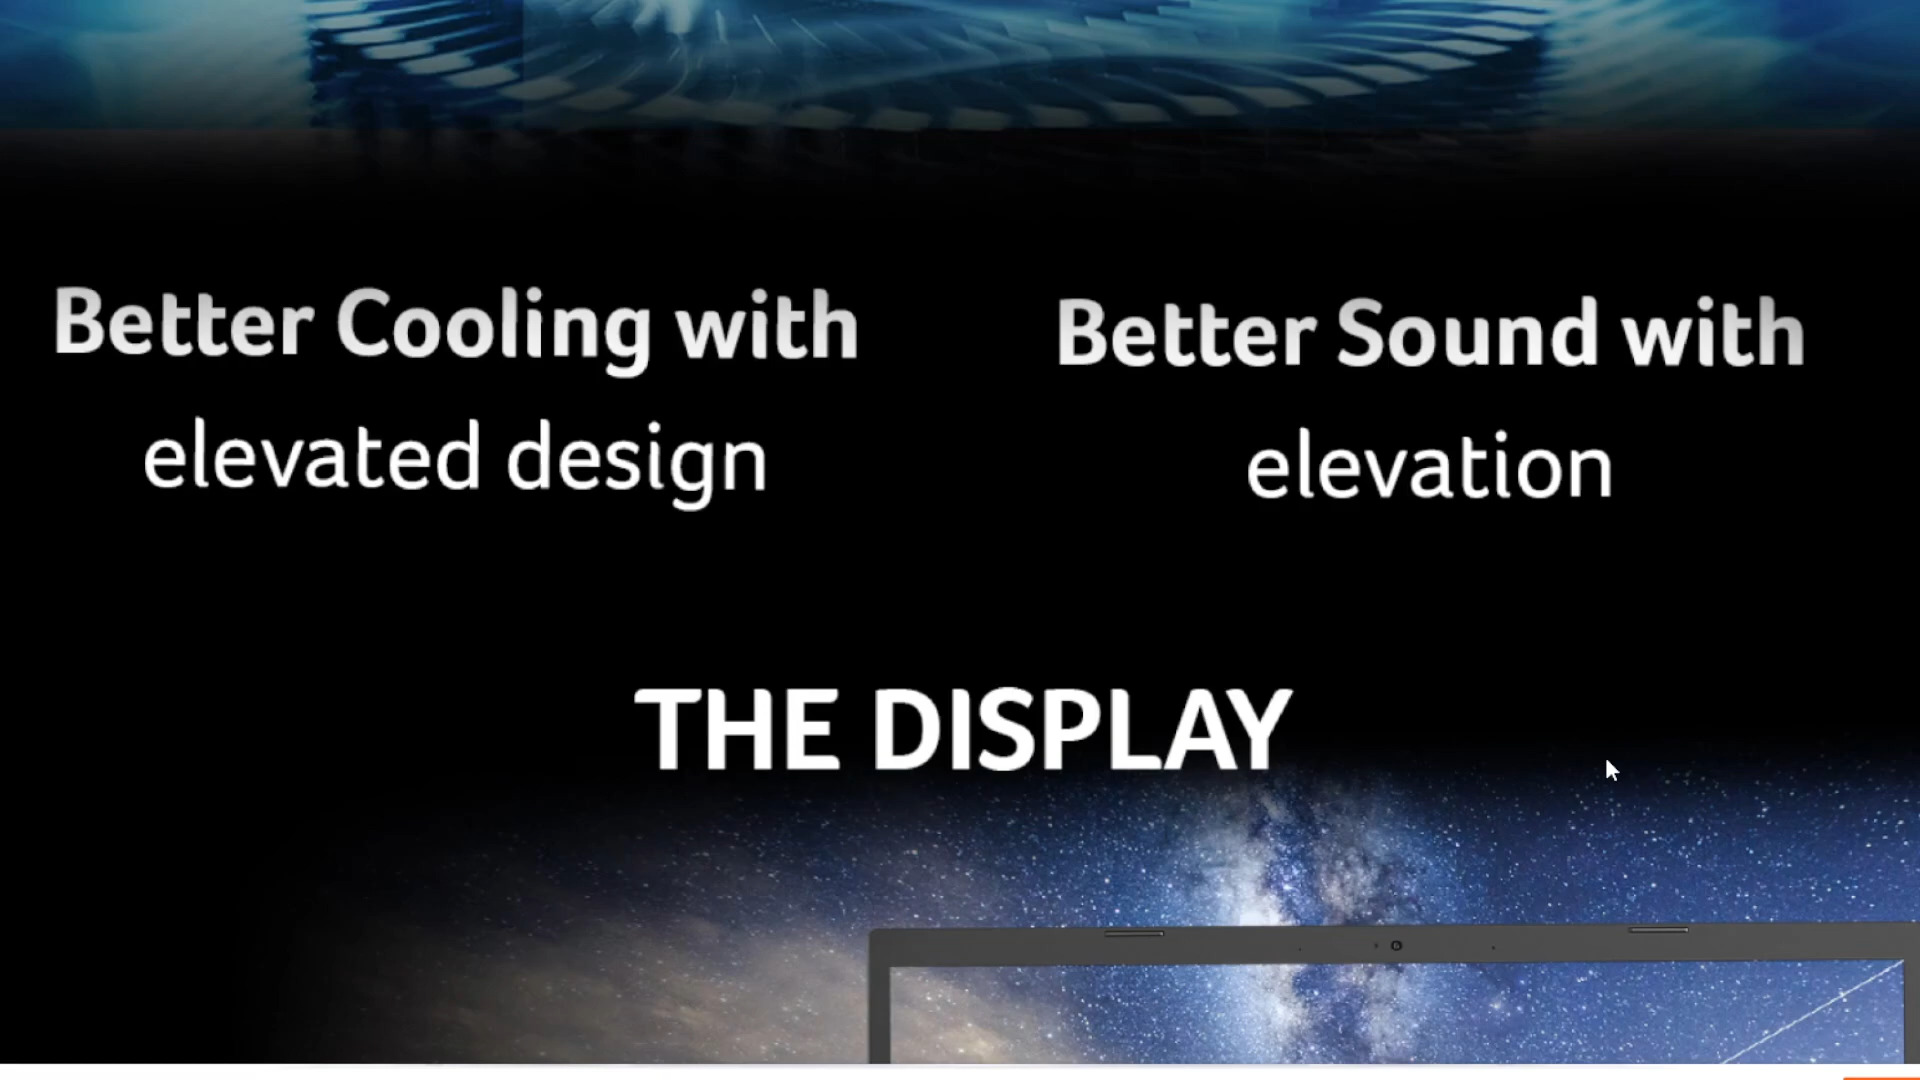 Better Cooling with
elevated design
Better Sound with
elevation
THE DISPLAY